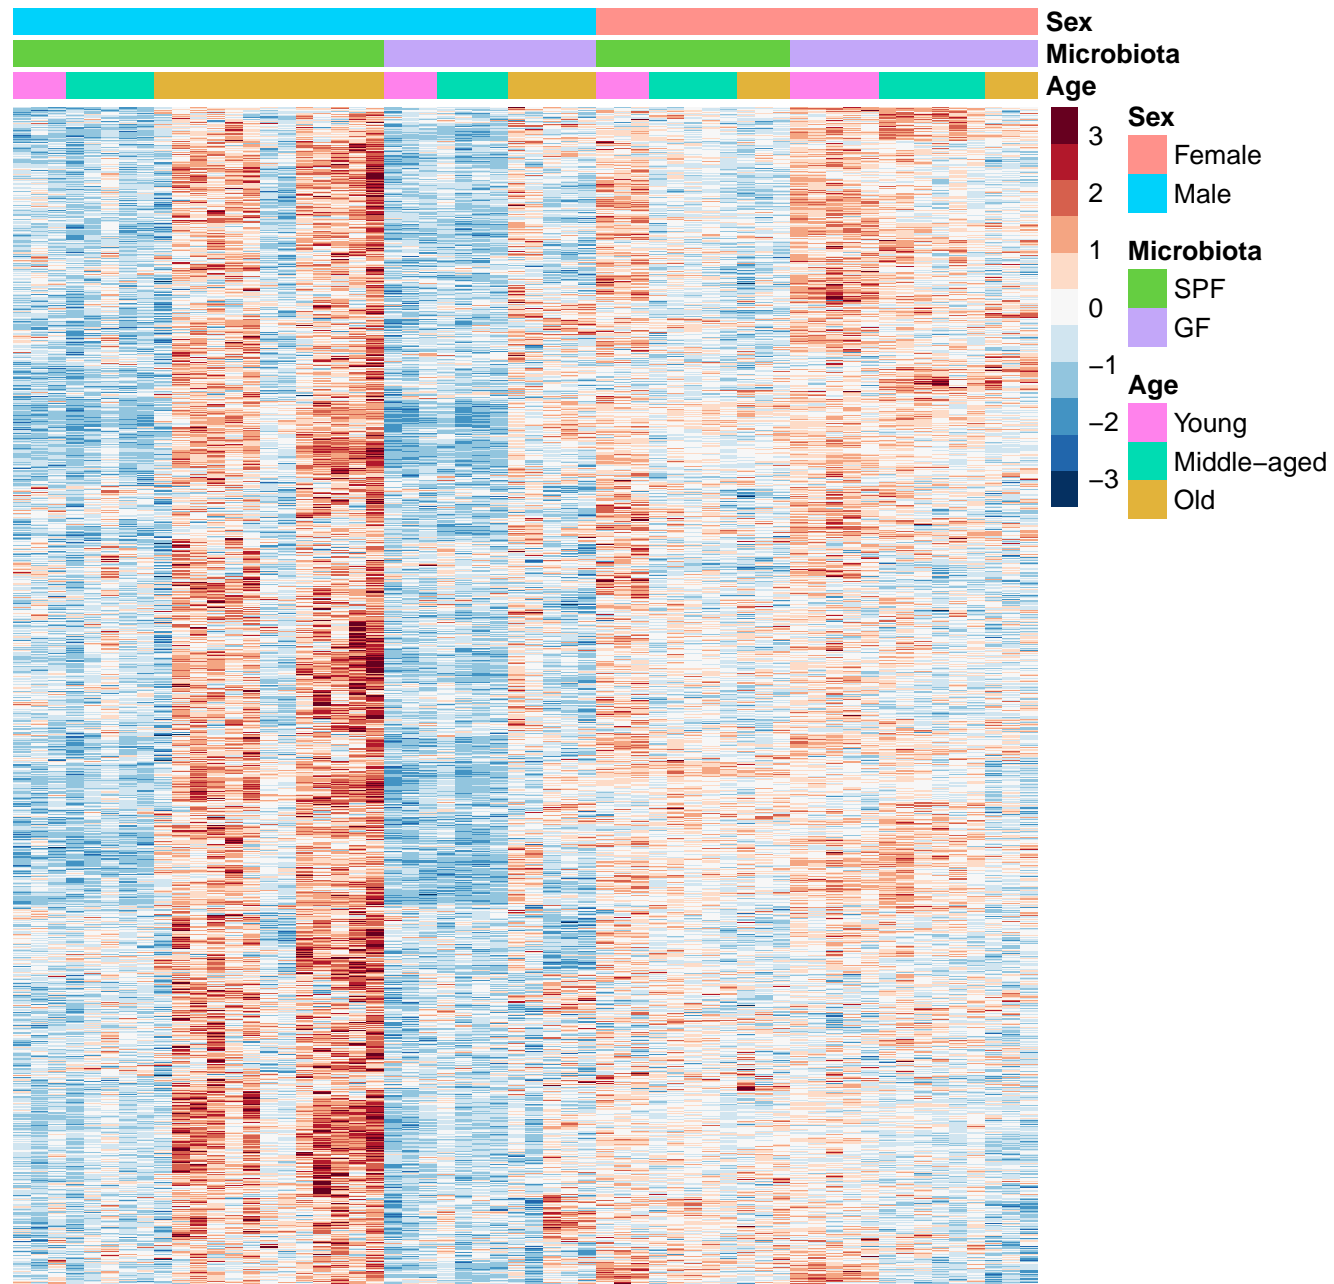 Sex
Microbiota
Age
3
2
1
0
−1
−2
−3
Sex
Female
Male
Microbiota
SPF
GF
Age
Young
Middle−aged
Old